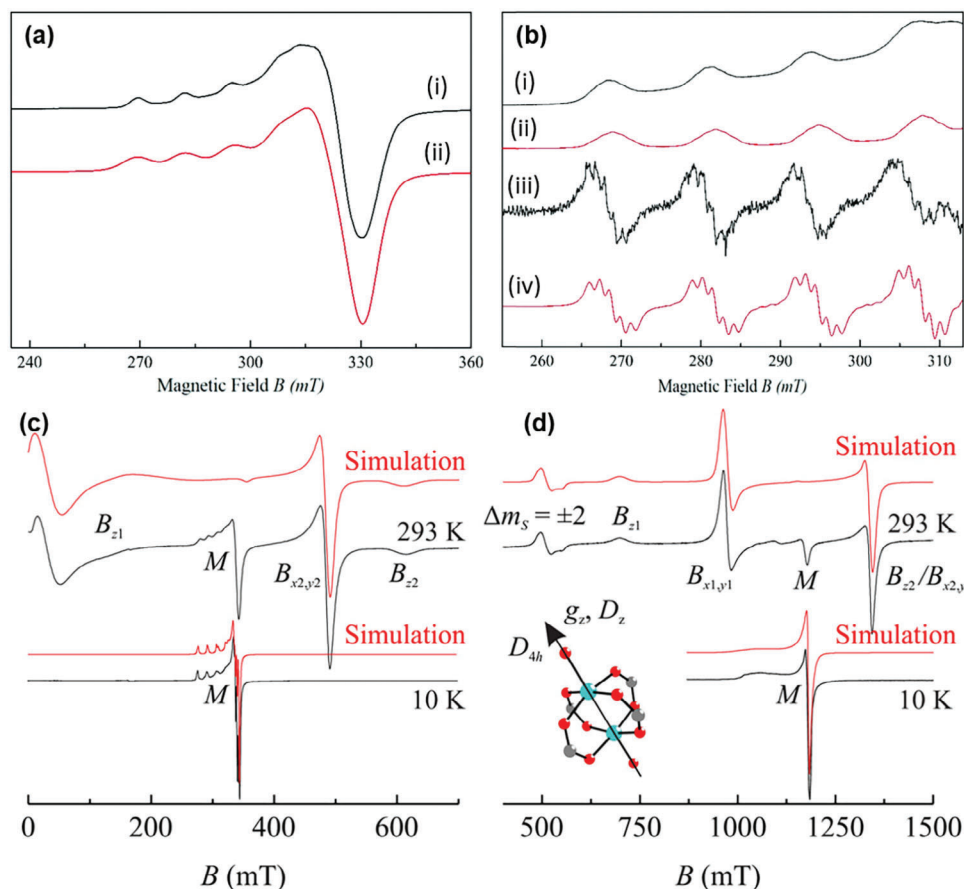 (a)
(i)
(ii)
240 270 300 330 360
Magnetic Field B (mT)
(b)
(i)
(ii)
(iii)
(iv)
260 270 280 290 300 310
Magnetic Field B (mT)
(c)
Simulation
Bz1
293 K
M
Bx2,y2
Bz2
Simulation
M
10 K
0 200 400 600
B (mT)
(d)
Simulation
ΔmS = ±2
Bz1
293 K
Bx1,y1
M
Bz2/Bx2,y
gz, Dz
D4h
Simulation
M
10 K
500 750 1000 1250 1500
B (mT)